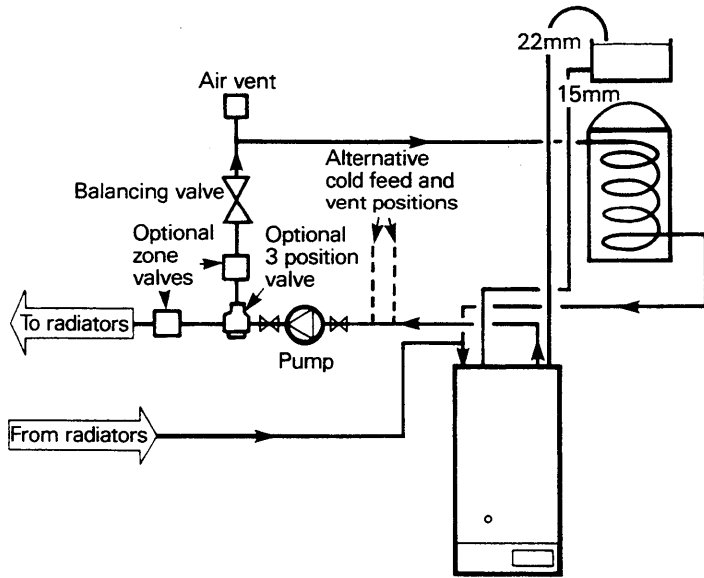 22mm
Air vent
15mm
Alternative
cold feed and
vent positions
Balancing valve
Optional
zone
valves
Optional
3 position
valve
To radiators
Pump
From radiators